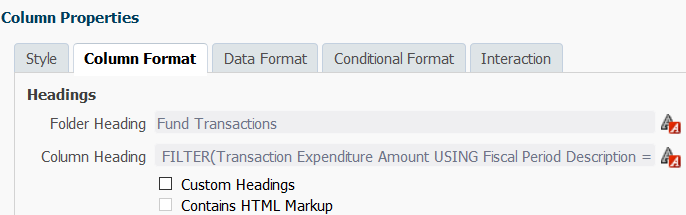 Column Properties
Style Column Format Data Format Conditional Format Interaction
Headings
Folder Heading Fund Transactions
Column Heading FILTER(Transaction Expenditure Amount USING Fiscal Period Description =
Custom Headings
Contains HTML Markup